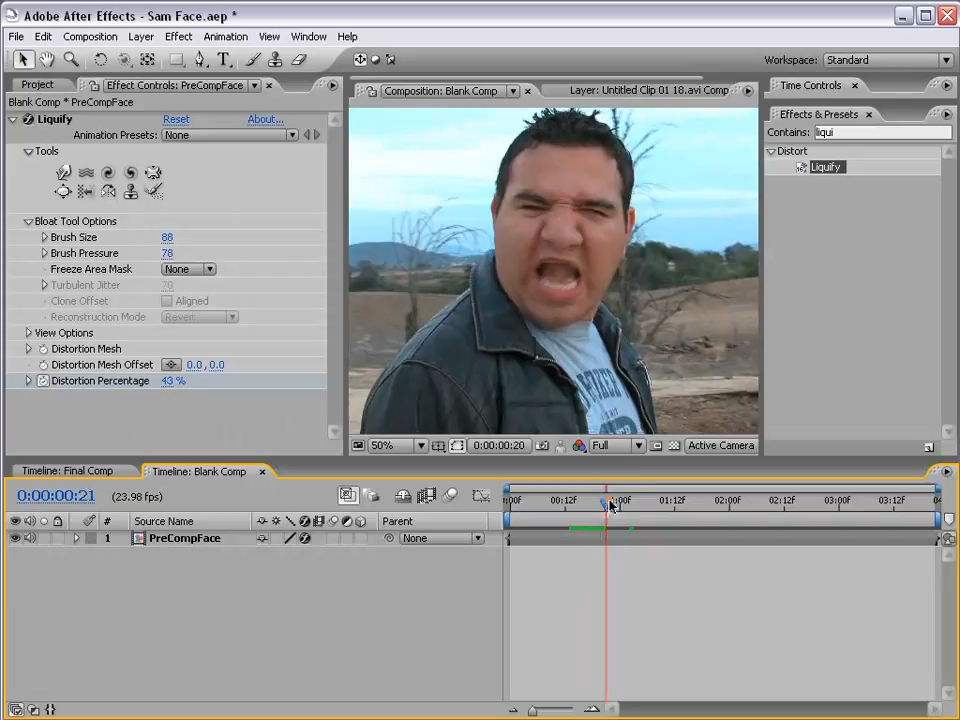 Adobe After Effects - Sam Face.aep *
File Edit Composition Layer Effect Animation View Window Help
Workspace: Standard
Project Effect Controls: PreCompFace
Composition: Blank Comp Layer: Untitled Clip 01 18.avi Comp
Time Controls
Blank Comp * PreCompFace
Effects & Presets
Liquify Reset About...
Contains: liqui
Animation Presets: None
Tools
Distort
Liquify
Bloat Tool Options
Brush Size 88
Brush Pressure 78
Freeze Area Mask None
Turbulent Jitter 70
Clone Offset Aligned
Reconstruction Mode Revert
View Options
Distortion Mesh
Distortion Mesh Offset 0.0 , 0.0
Distortion Percentage 43 %
50% 0:00:00:20 Full Active Camera
Timeline: Final Comp Timeline: Blank Comp
0:00:00:21 (23.98 fps)
:00F 00:12F :00F 01:12F 02:00F 02:12F 03:00F 03:12F 04
# Source Name Parent
1 PreCompFace None